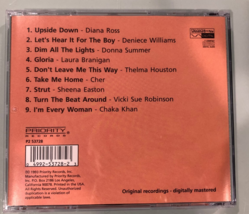 1. Upside Down - Diana Ross
2. Let's Hear It For The Boy - Deniece Williams
3. Dim All The Lights - Donna Summer
4. Gloria - Laura Branigan
5. Don't Leave Me This Way - Thelma Houston
6. Take Me Home - Cher
7. Strut - Sheena Easton
8. Turn The Beat Around - Vicki Sue Robinson
9. I'm Every Woman - Chaka Khan
PRIORITY
RECORDS
Original recordings - digitally mastered